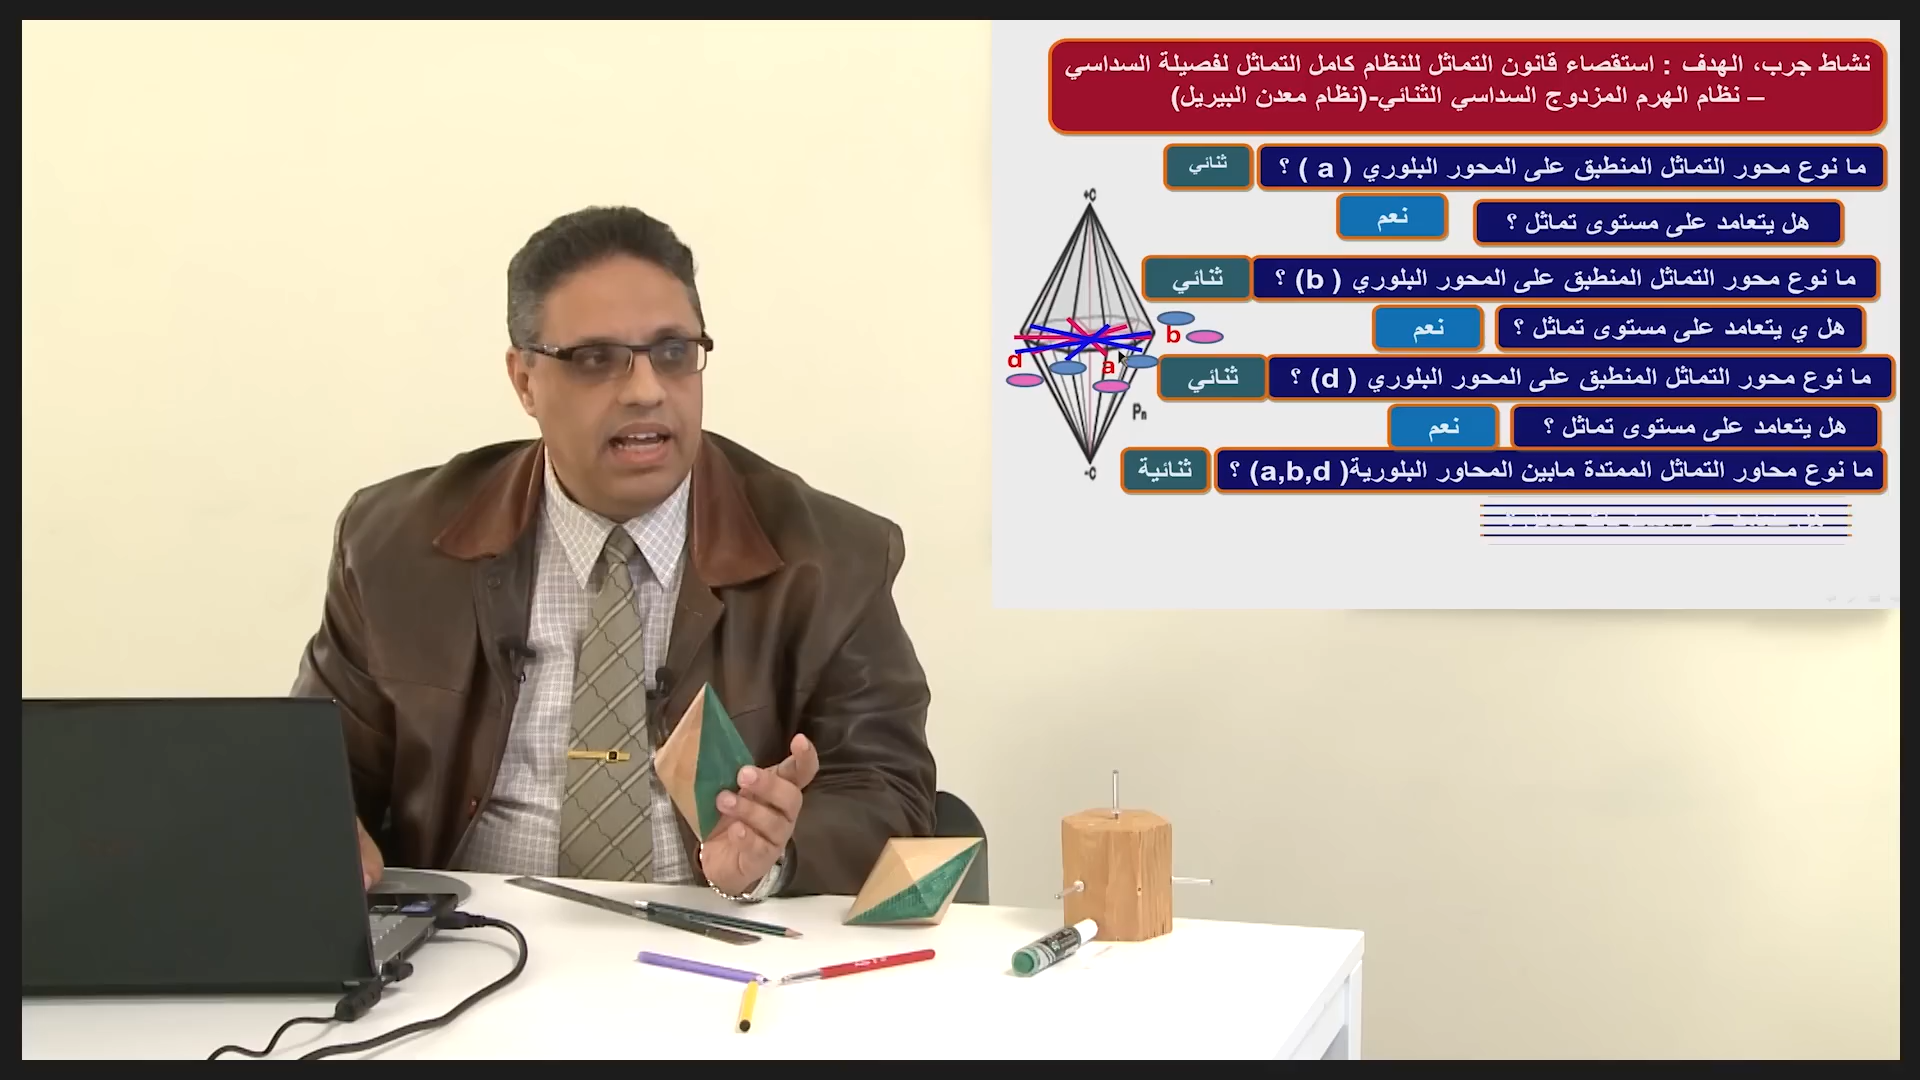 نشاط جرب، الهدف : استقصاء قانون التماثل للنظام كامل التماثل لفصيلة السداسي
– نظام الهرم المزدوج السداسي الثنائي-(نظام معدن البيريل)
ما نوع محور التماثل المنطبق على المحور البلوري ( a ) ؟
ثنائي
هل يتعامد على مستوى تماثل ؟
نعم
ما نوع محور التماثل المنطبق على المحور البلوري ( b) ؟
ثنائي
هل ي يتعامد على مستوى تماثل ؟
نعم
ما نوع محور التماثل المنطبق على المحور البلوري ( d) ؟
ثنائي
هل يتعامد على مستوى تماثل ؟
نعم
ما نوع محاور التماثل الممتدة مابين المحاور البلورية( a,b,d) ؟
ثنائية
+C
b
d
a
Pn
-C